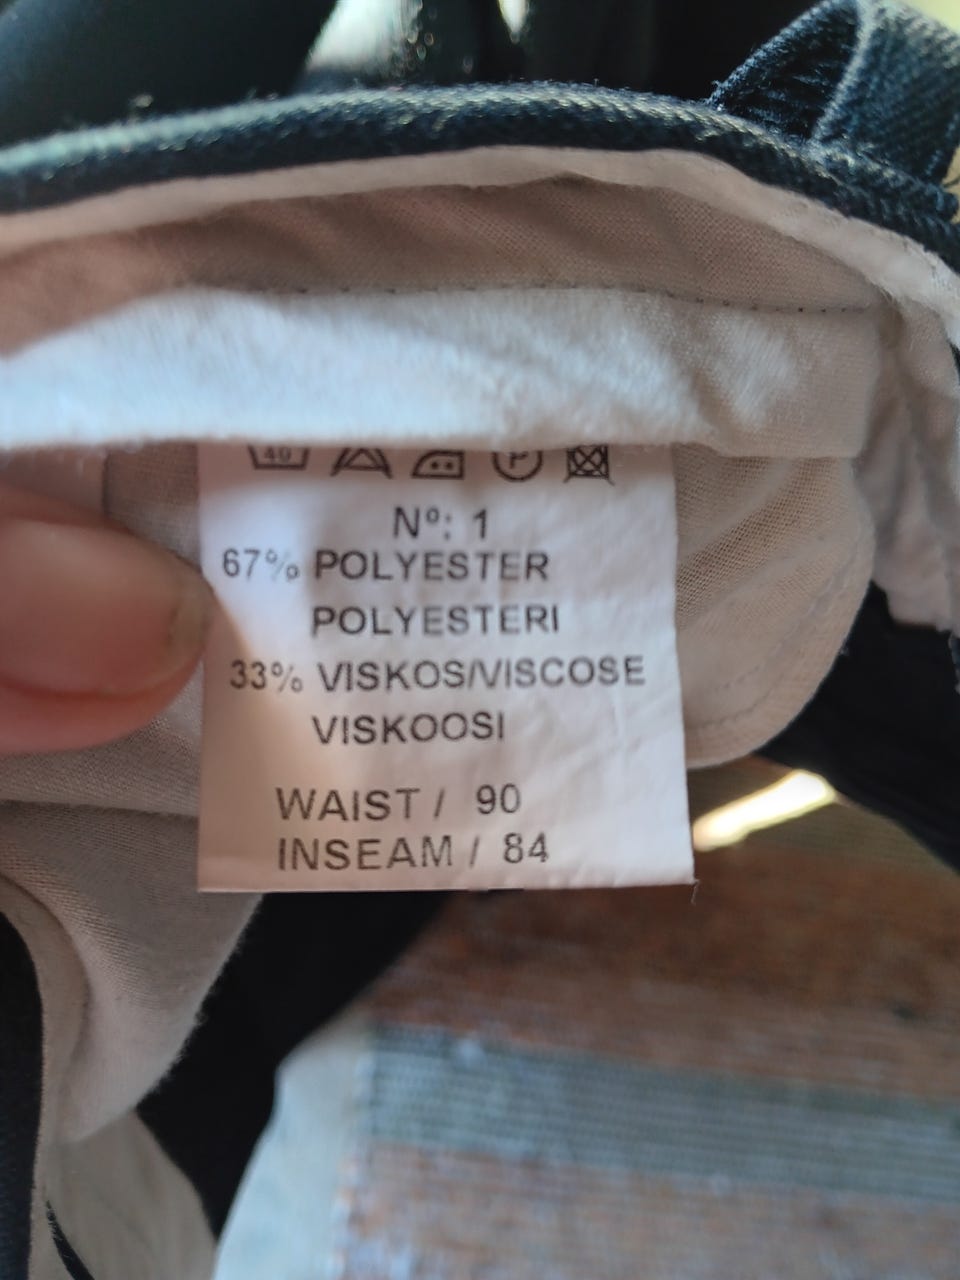 40 P
Nº: 1
67% POLYESTER
POLYESTERI
33% VISKOS/VISCOSE
VISKOOSI
WAIST / 90
INSEAM / 84